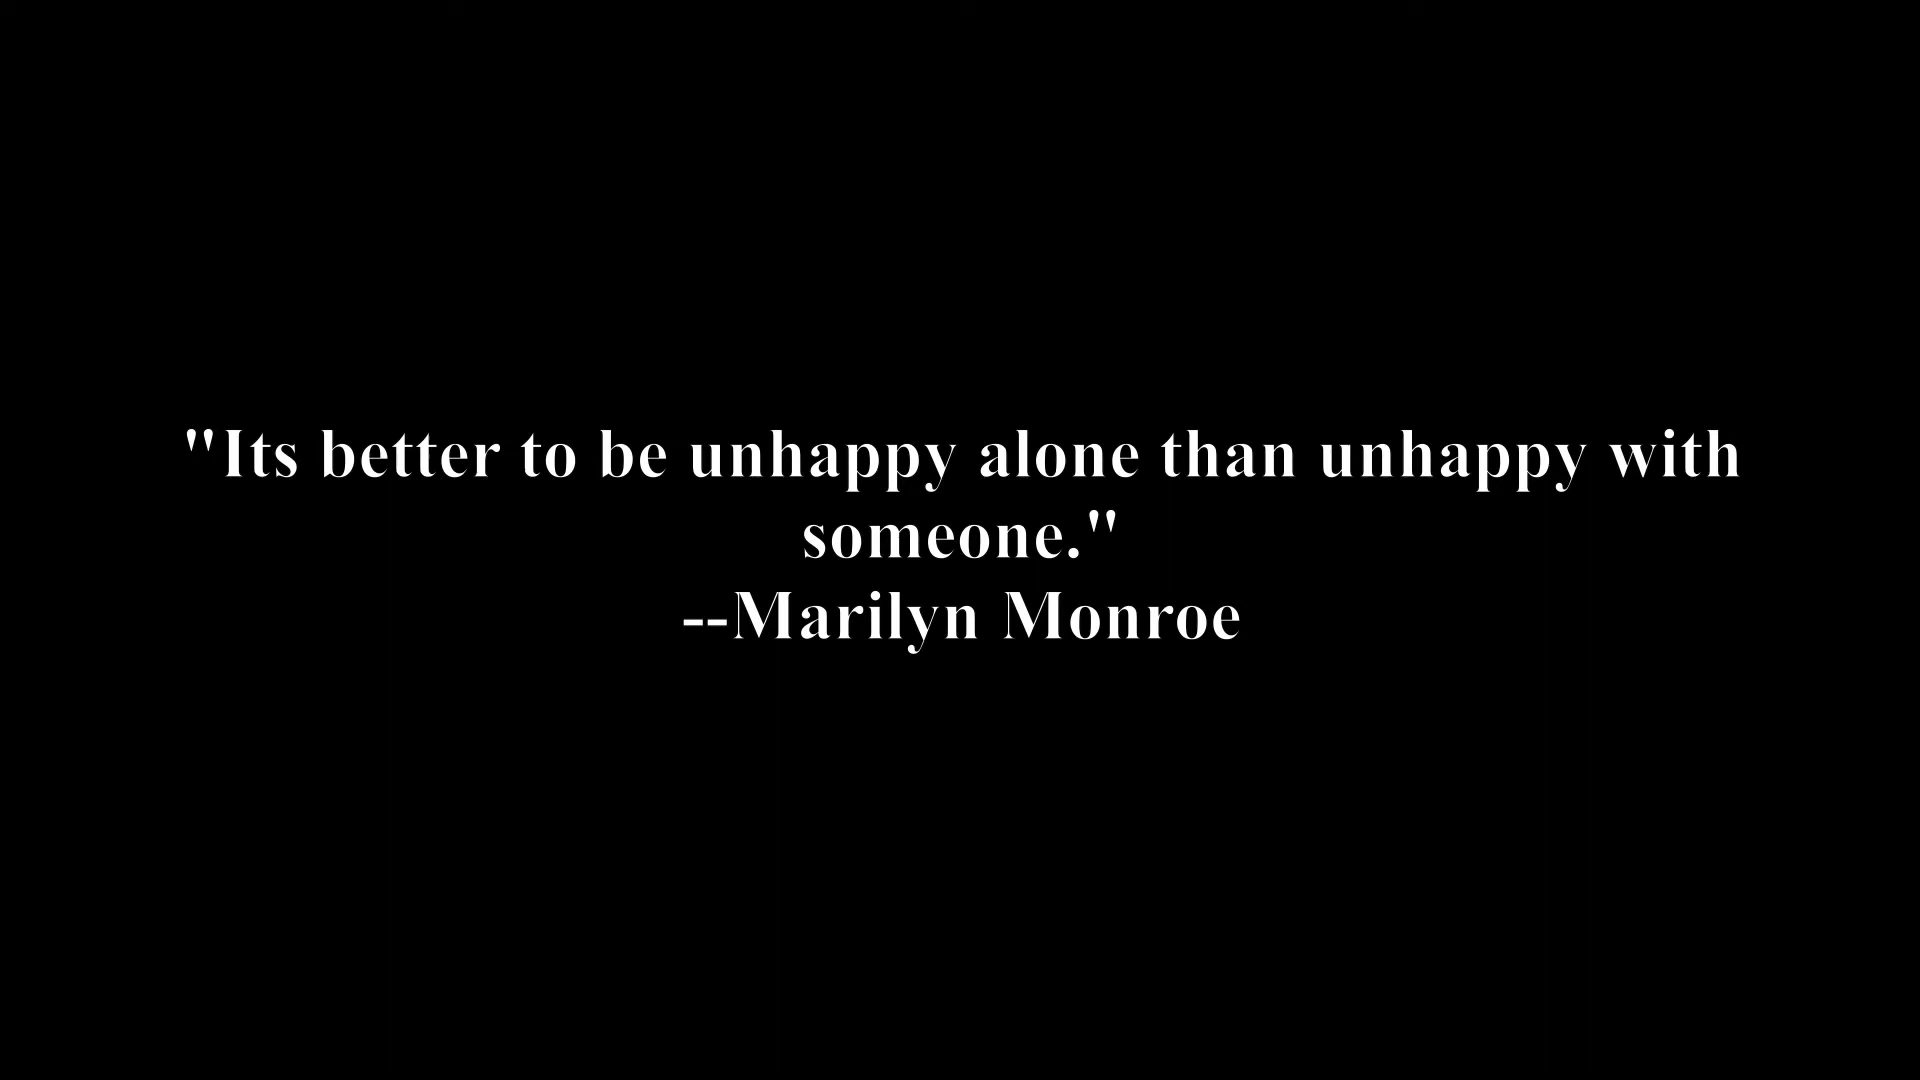 "Its better to be unhappy alone than unhappy with
someone."
--Marilyn Monroe